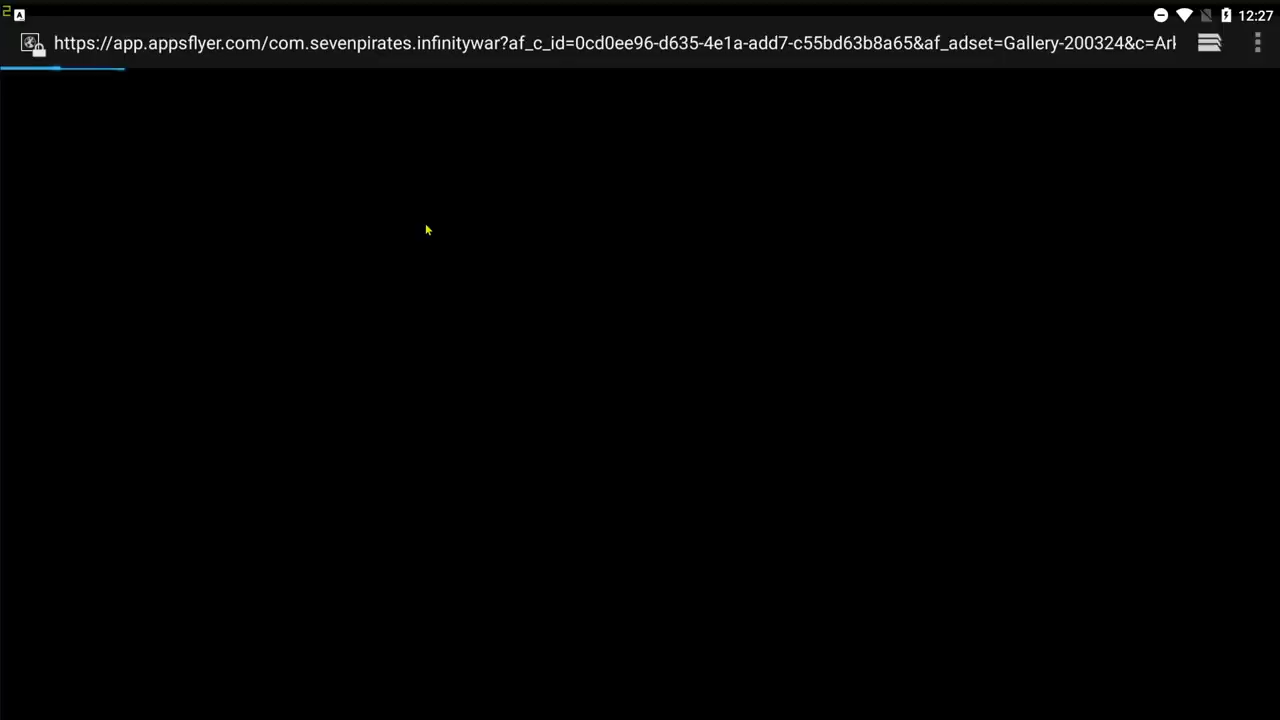 2
A
12:27
https://app.appsflyer.com/com.sevenpirates.infinitywar?af_c_id=0cd0ee96-d635-4e1a-add7-c55bd63b8a65&af_adset=Gallery-200324&c=Ar